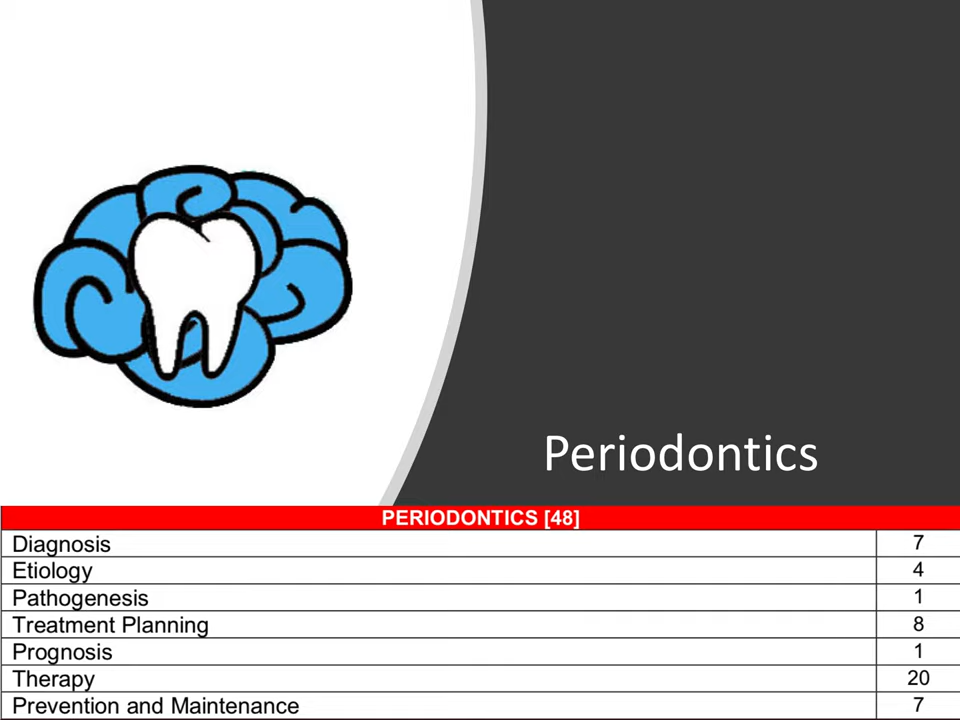 Periodontics
PERIODONTICS [48]
Diagnosis 7
Etiology 4
Pathogenesis 1
Treatment Planning 8
Prognosis 1
Therapy 20
Prevention and Maintenance 7